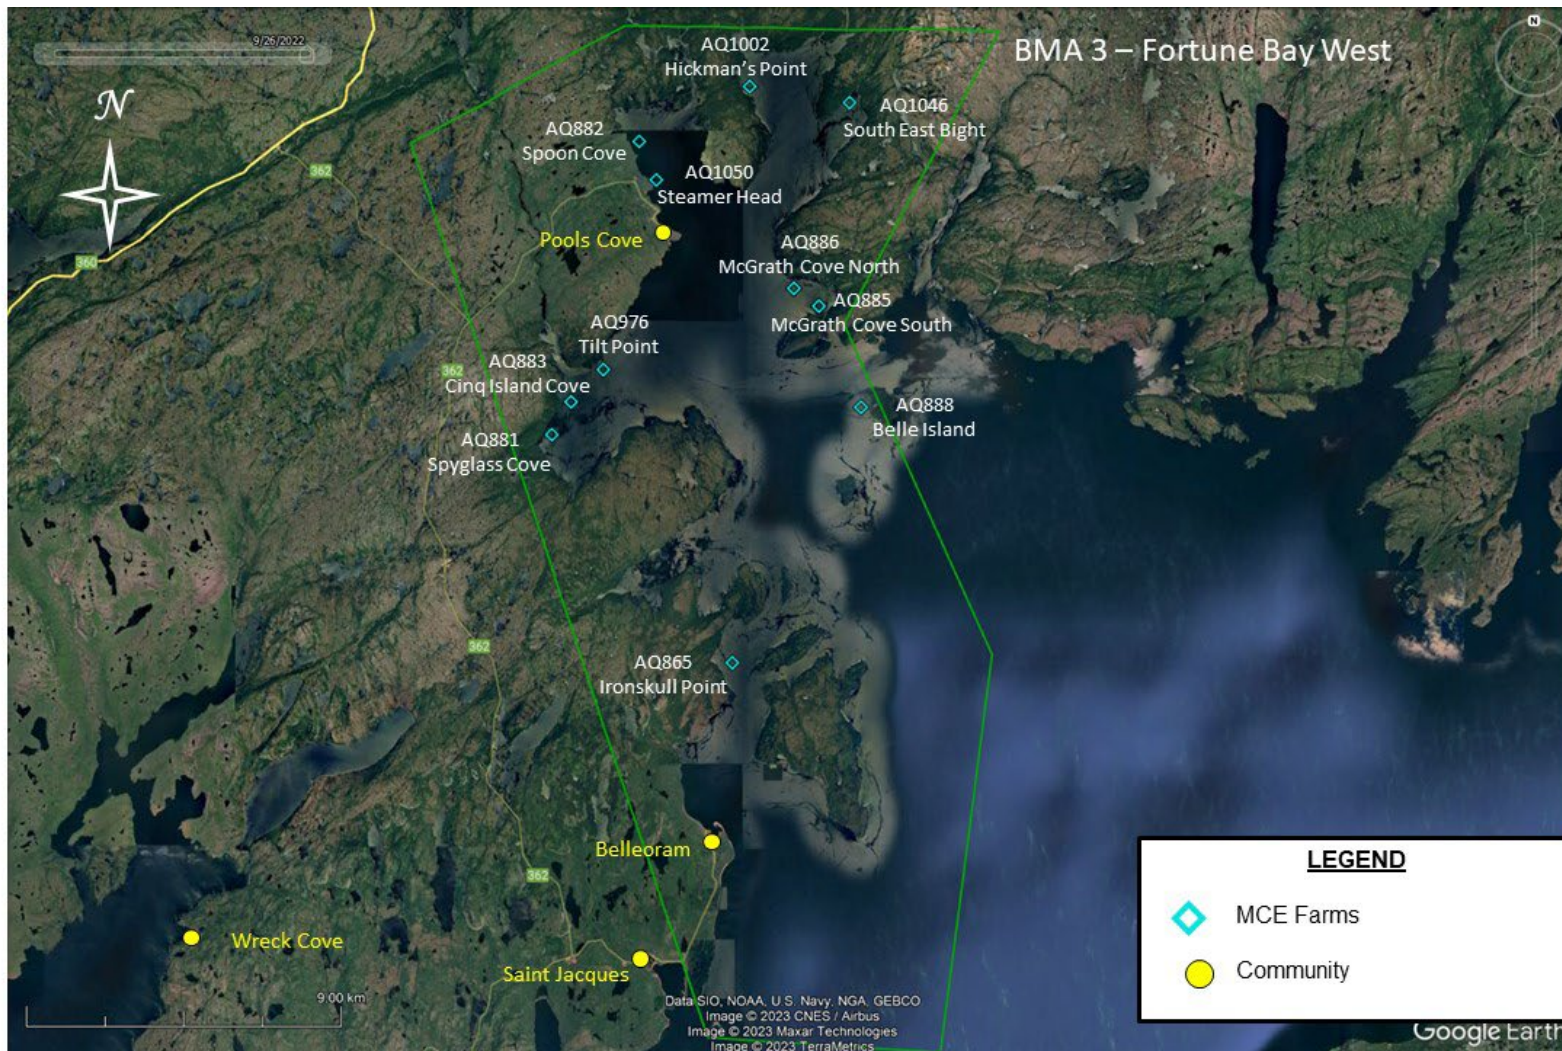 9/26/2022
BMA 3 – Fortune Bay West
N
N
AQ1002
Hickman's Point
AQ1046
South East Bight
AQ882
Spoon Cove
AQ1050
Steamer Head
362
Pools Cove
360
AQ886
McGrath Cove North
AQ885
McGrath Cove South
AQ976
Tilt Point
AQ883
Cinq Island Cove
362
AQ888
Belle Island
AQ881
Spyglass Cove
362
AQ865
Ironskull Point
Belleoram
362
Wreck Cove
Saint Jacques
9.00 km
Data SIO, NOAA, U.S. Navy, NGA, GEBCO
Image © 2023 CNES / Airbus
Image © 2023 Maxar Technologies
Image © 2023 TerraMetrics
LEGEND
MCE Farms
Community
Google Earth